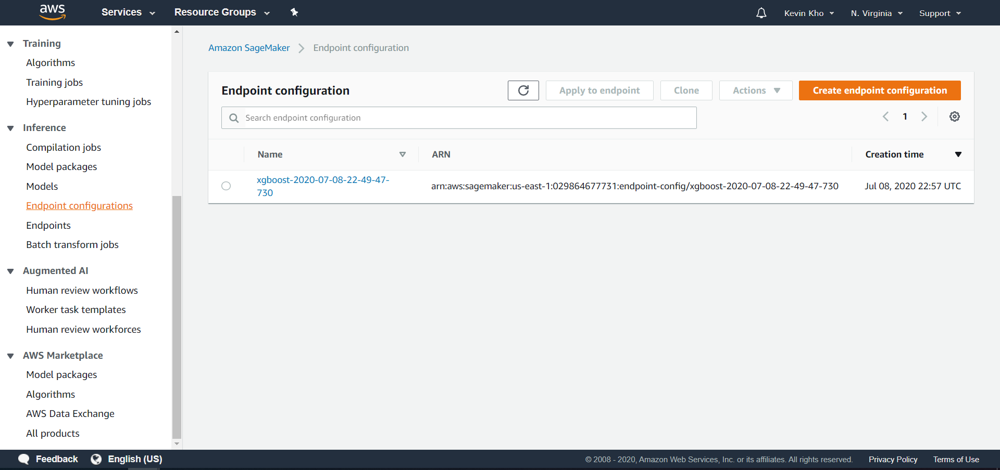 aws
Services
Resource Groups
Kevin Kho
N. Virginia
Support
Training
Algorithms
Training jobs
Hyperparameter tuning jobs
Inference
Compilation jobs
Model packages
Models
Endpoint configurations
Endpoints
Batch transform jobs
Augmented AI
Human review workflows
Worker task templates
Human review workforces
AWS Marketplace
Model packages
Algorithms
AWS Data Exchange
All products
Amazon SageMaker
Endpoint configuration
Endpoint configuration
Apply to endpoint
Clone
Actions
Create endpoint configuration
Search endpoint configuration
1
Name
ARN
Creation time
xgboost-2020-07-08-22-49-47-
730
arn:aws:sagemaker:us-east-1:029864677731:endpoint-config/xgboost-2020-07-08-22-49-47-730
Jul 08, 2020 22:57 UTC
Feedback
English (US)
© 2008 - 2020, Amazon Web Services, Inc. or its affiliates. All rights reserved.
Privacy Policy
Terms of Use